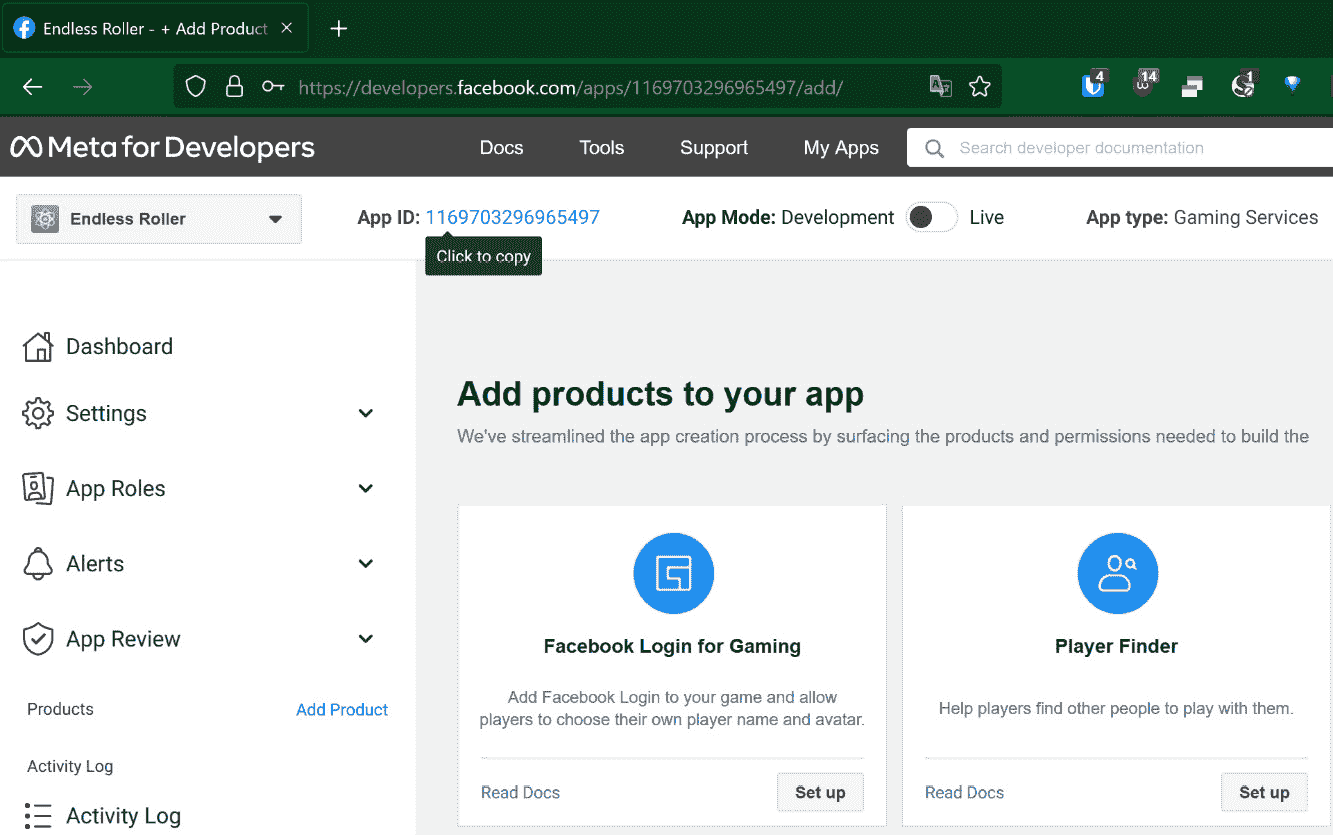 Endless Roller - + Add Product
https://developers.facebook.com/apps/1169703296965497/add/
4
14
1
Meta for Developers
Docs
Tools
Support
My Apps
Search developer documentation
Endless Roller
App ID: 1169703296965497
App Mode: Development
Live
App type: Gaming Services
Click to copy
Dashboard
Settings
App Roles
Alerts
App Review
Products
Add Product
Activity Log
Activity Log
Add products to your app
We've streamlined the app creation process by surfacing the products and permissions needed to build the
Facebook Login for Gaming
Add Facebook Login to your game and allow
players to choose their own player name and avatar.
Read Docs
Set up
Player Finder
Help players find other people to play with them.
Read Docs
Set up